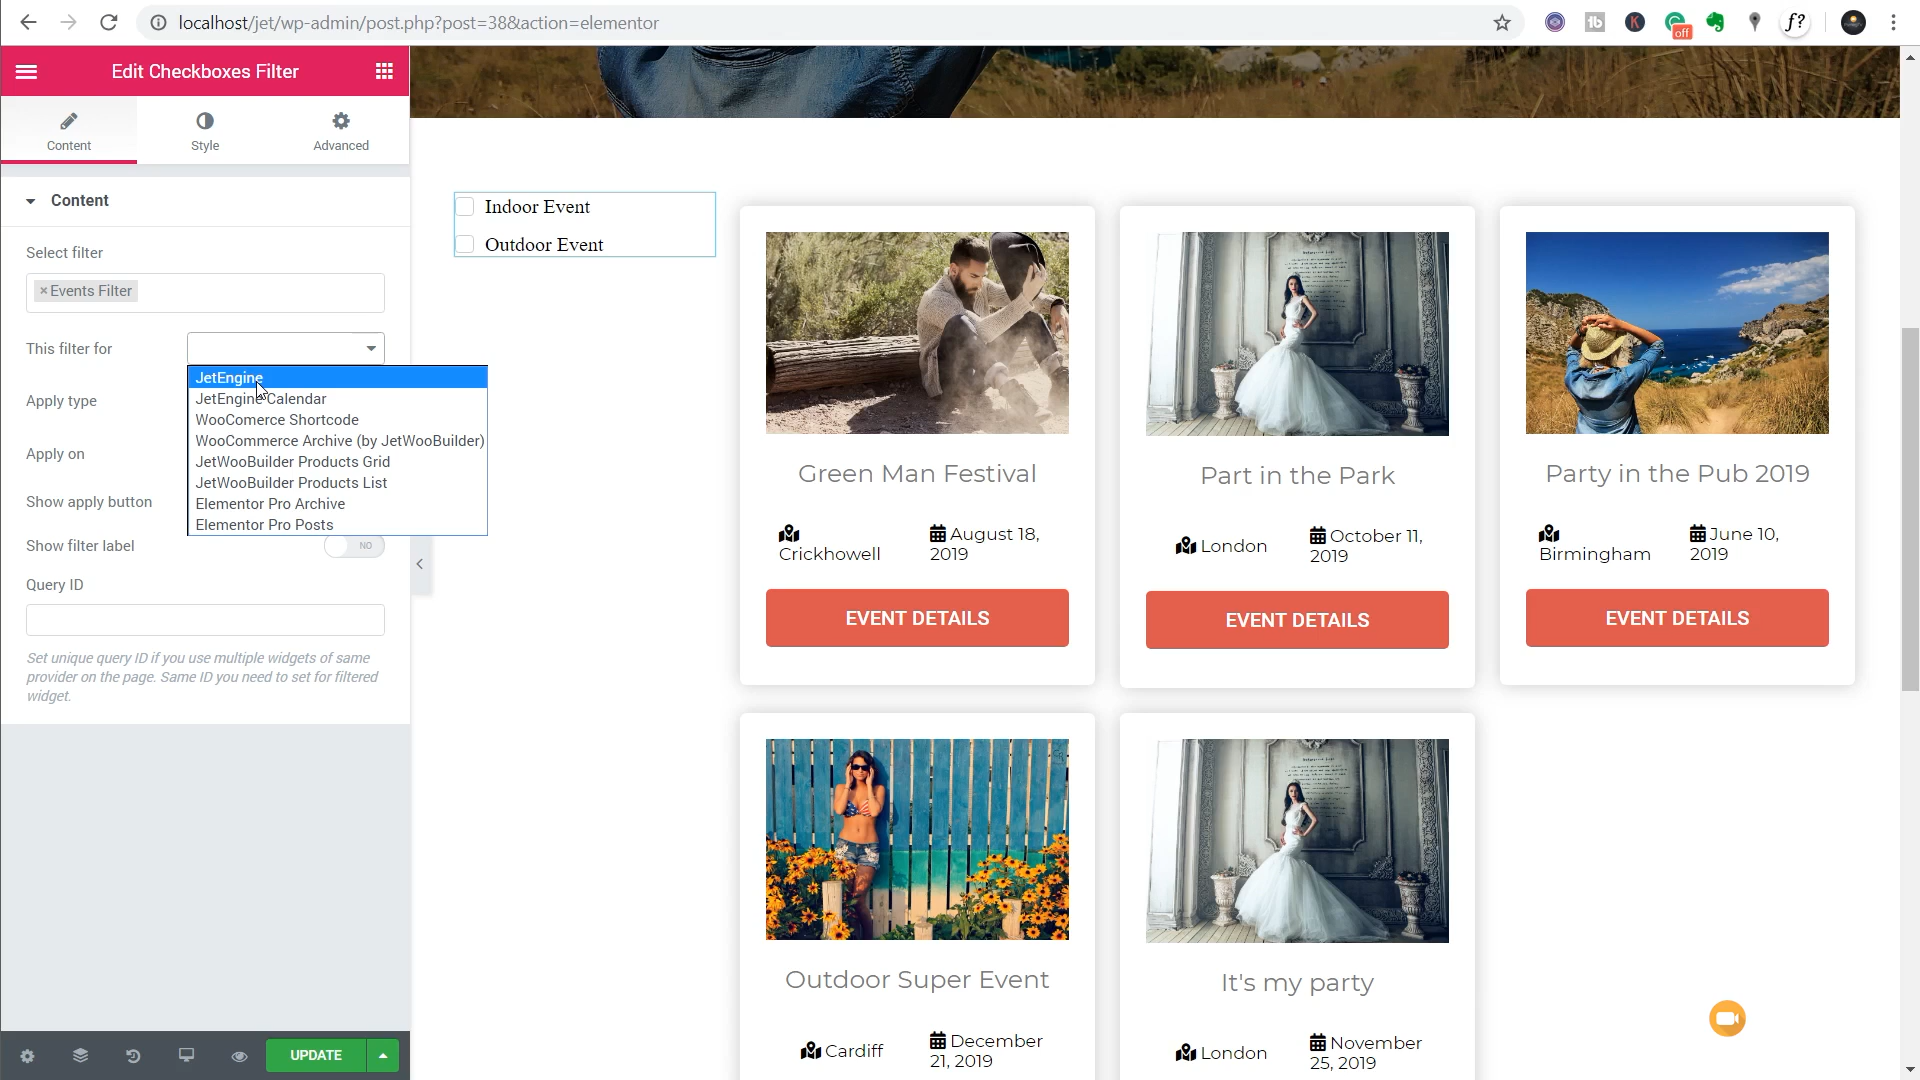 localhost/jet/wp-admin/post.php?post=38&action=elementor
off
f?
Edit Checkboxes Filter
Content
Style
Advanced
Content
Select filter
× Events Filter
This filter for
JetEngine
JetEngine Calendar
WooComerce Shortcode
WooCommerce Archive (by JetWooBuilder)
JetWooBuilder Products Grid
JetWooBuilder Products List
Elementor Pro Archive
Elementor Pro Posts
Apply type
Apply on
Show apply button
Show filter label
NO
Query ID
Set unique query ID if you use multiple widgets of same
provider on the page. Same ID you need to set for filtered
widget.
UPDATE
Indoor Event
Outdoor Event
Green Man Festival
Crickhowell
August 18,
2019
EVENT DETAILS
Part in the Park
London
October 11,
2019
EVENT DETAILS
Party in the Pub 2019
Birmingham
June 10,
2019
EVENT DETAILS
Outdoor Super Event
Cardiff
December
21, 2019
It's my party
London
November
25, 2019